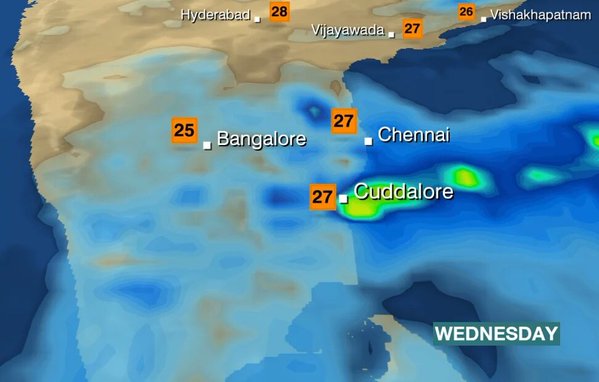 Hyderabad 28
Vijayawada 27
26 Vishakhapatnam
25 Bangalore
27 Chennai
27 Cuddalore
WEDNESDAY